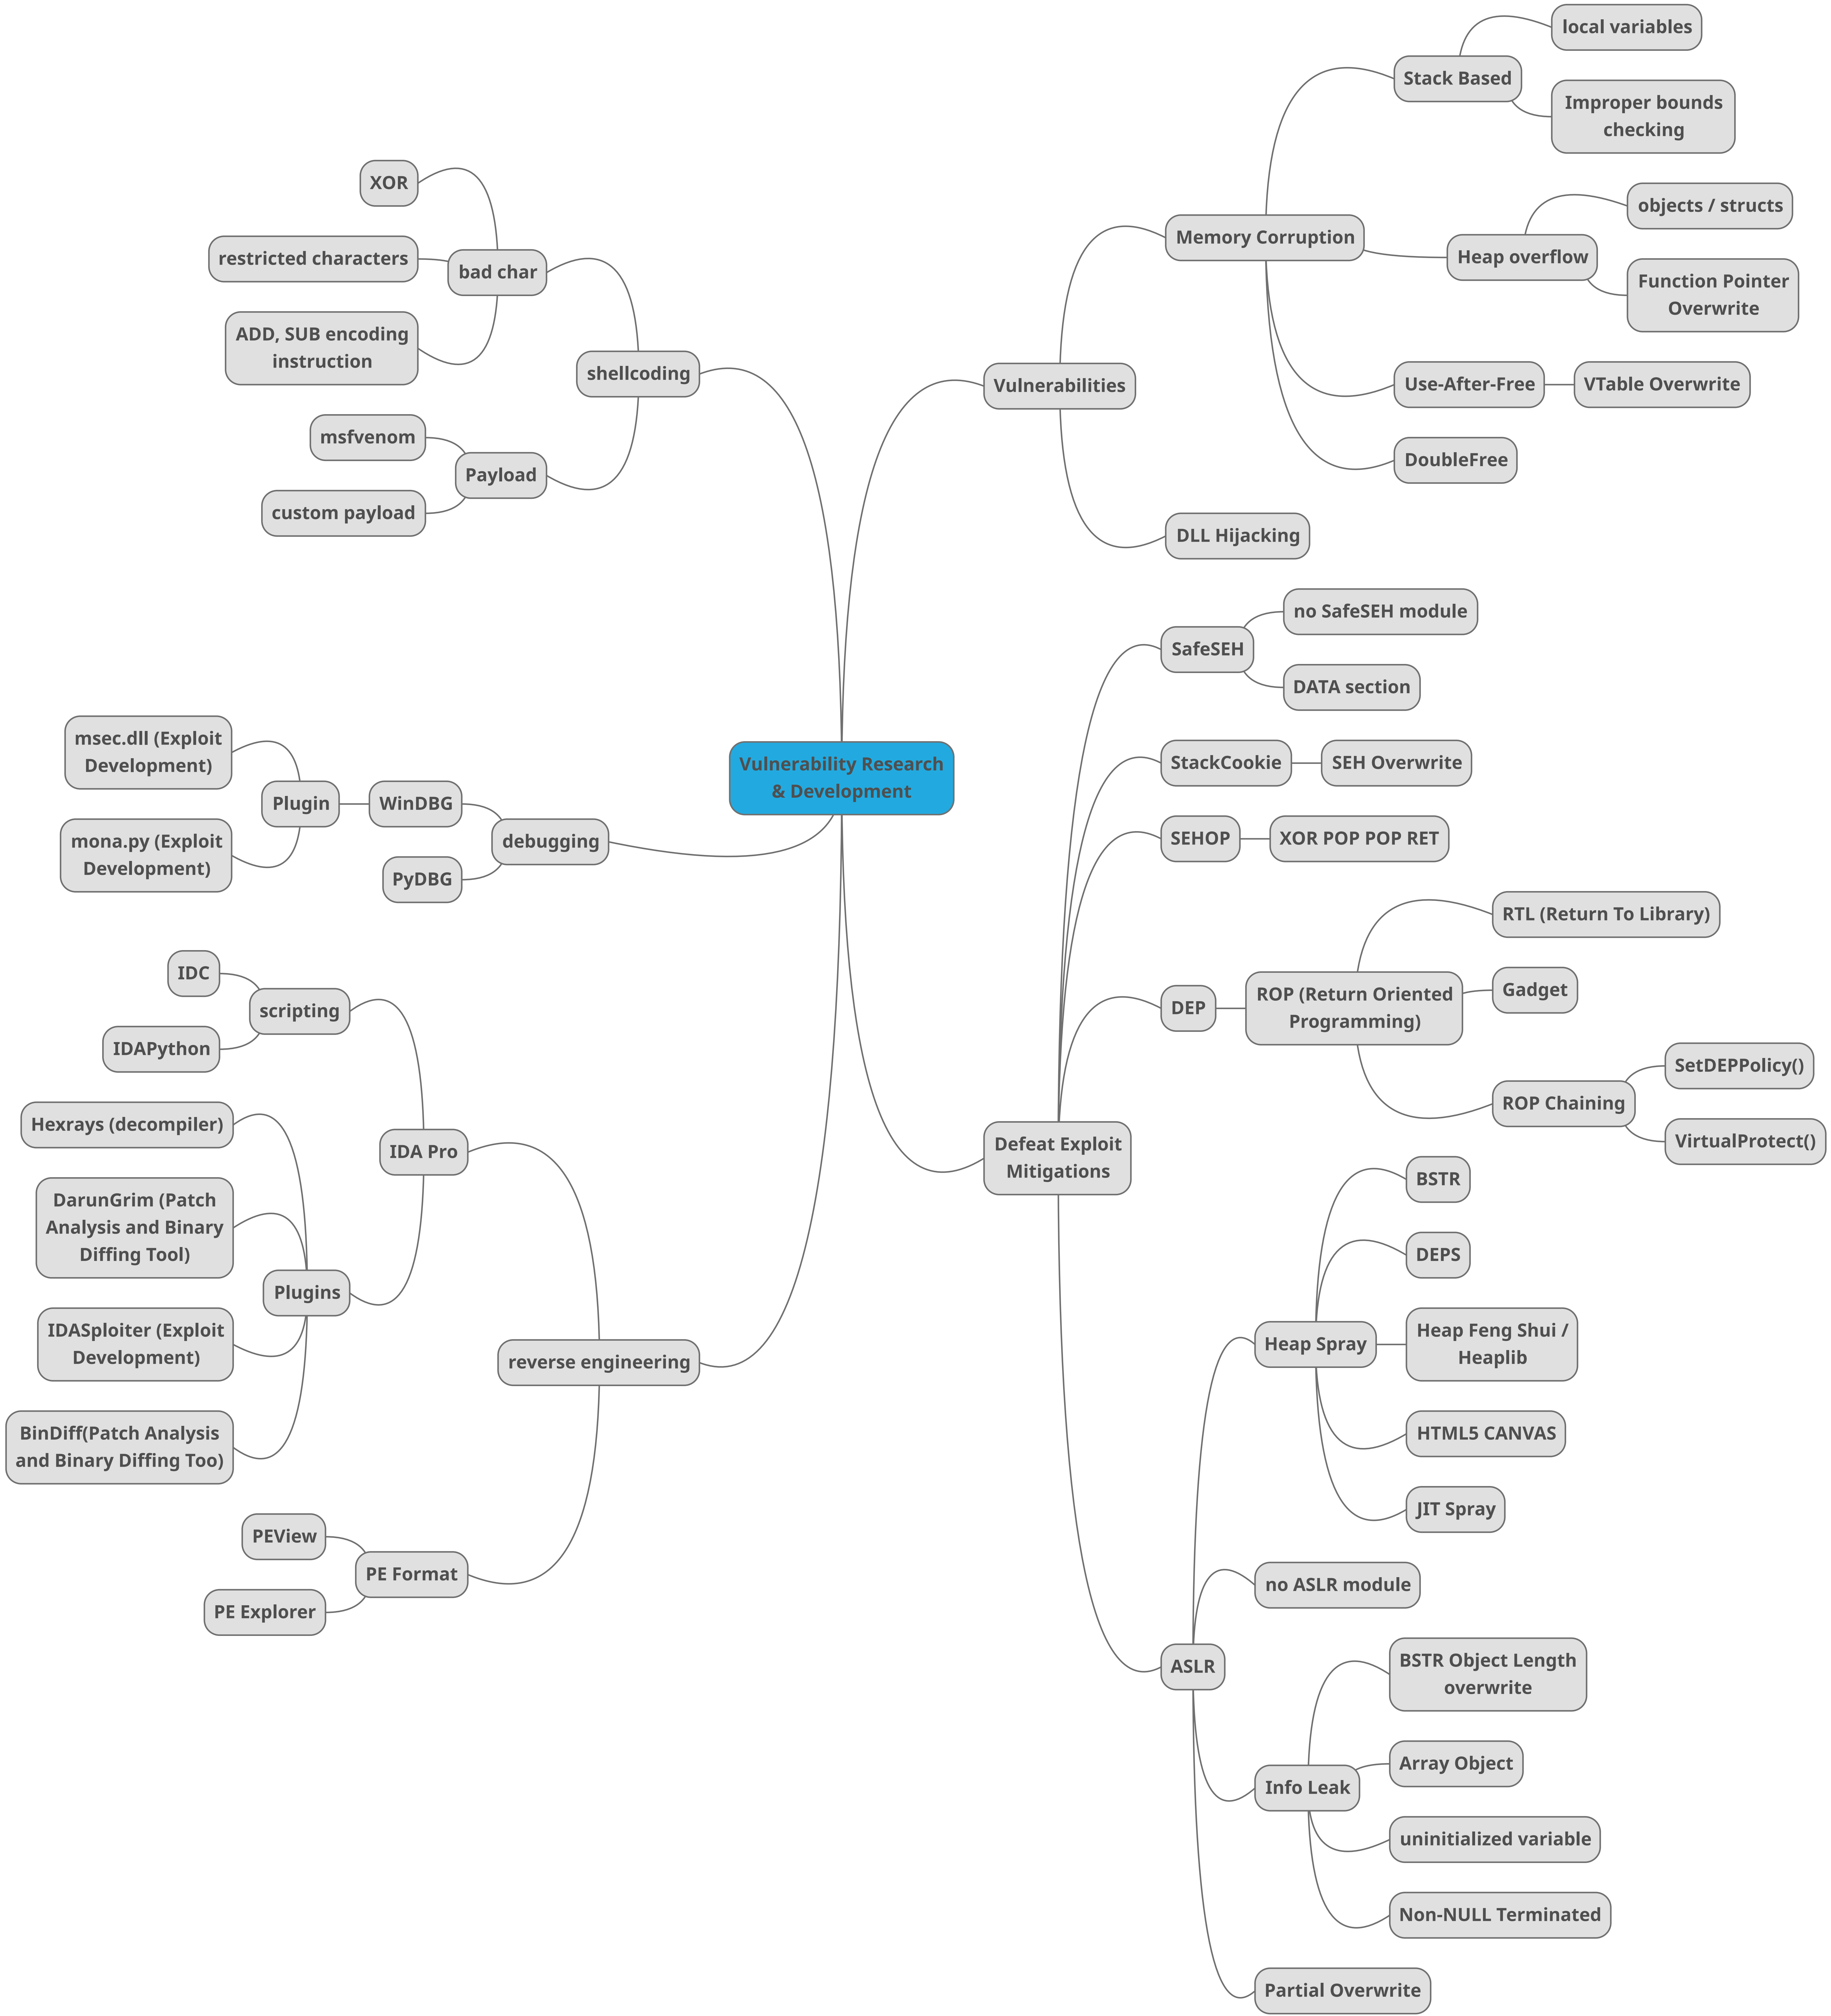 Vulnerability Research
& Development
Vulnerabilities
Memory Corruption
Stack Based
local variables
Improper bounds
checking
Heap overflow
objects / structs
Function Pointer
Overwrite
Use-After-Free
VTable Overwrite
DoubleFree
DLL Hijacking
Defeat Exploit
Mitigations
SafeSEH
no SafeSEH module
DATA section
StackCookie
SEH Overwrite
SEHOP
XOR POP POP RET
DEP
ROP (Return Oriented
Programming)
RTL (Return To Library)
Gadget
ROP Chaining
SetDEPPolicy()
VirtualProtect()
ASLR
Heap Spray
BSTR
DEPS
Heap Feng Shui /
Heaplib
HTML5 CANVAS
JIT Spray
no ASLR module
Info Leak
BSTR Object Length
overwrite
Array Object
uninitialized variable
Non-NULL Terminated
Partial Overwrite
shellcoding
bad char
XOR
restricted characters
ADD, SUB encoding
instruction
Payload
msfvenom
custom payload
debugging
WinDBG
Plugin
msec.dll (Exploit
Development)
mona.py (Exploit
Development)
PyDBG
reverse engineering
IDA Pro
scripting
IDC
IDAPython
Plugins
Hexrays (decompiler)
DarunGrim (Patch
Analysis and Binary
Diffing Tool)
IDASploiter (Exploit
Development)
BinDiff(Patch Analysis
and Binary Diffing Too)
PE Format
PEView
PE Explorer